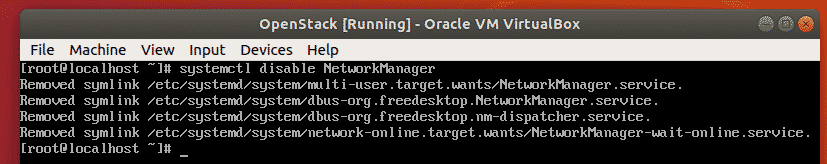 OpenStack [Running] - Oracle VM VirtualBox
File Machine View Input Devices Help
[root@localhost ~]# systemctl disable NetworkManager
Removed symlink /etc/systemd/system/multi-user.target.wants/NetworkManager.service.
Removed symlink /etc/systemd/system/dbus-org.freedesktop.NetworkManager.service.
Removed symlink /etc/systemd/system/dbus-org.freedesktop.nm-dispatcher.service.
Removed symlink /etc/systemd/system/network-online.target.wants/NetworkManager-wait-online.service.
[root@localhost ~]# _